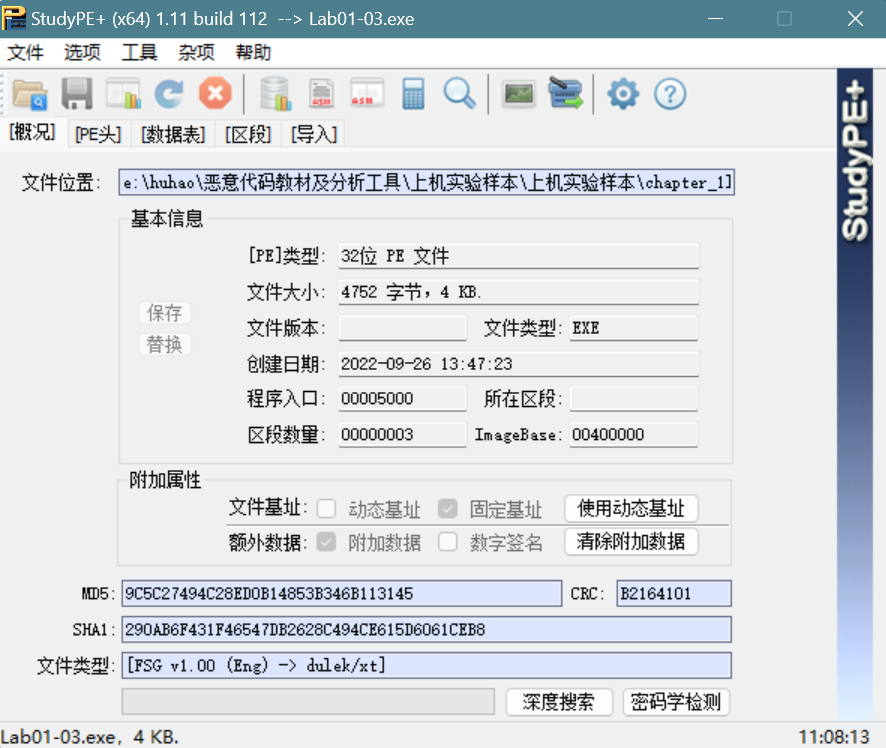 StudyPE+ (x64) 1.11 build 112 --> Lab01-03.exe
文件 选项 工具 杂项 帮助
ASM ASM
[概况] [PE头] [数据表] [区段] [导入]
StudyPE+
文件位置: e:\huhao\恶意代码教材及分析工具\上机实验样本\上机实验样本\chapter_1]
基本信息
[PE]类型: 32位 PE 文件
文件大小: 4752 字节，4 KB.
保存
文件版本: 文件类型: EXE
替换
创建日期: 2022-09-26 13:47:23
程序入口: 00005000 所在区段:
区段数量: 00000003 ImageBase: 00400000
附加属性
文件基址: 动态基址 固定基址 使用动态基址
额外数据: 附加数据 数字签名 清除附加数据
MD5: 9C5C27494C28ED0B14853B346B113145 CRC: B2164101
SHA1: 290AB6F431F46547DB2628C494CE615D6061CEB8
文件类型: [FSG v1.00 (Eng) -> dulek/xt]
深度搜索 密码学检测
Lab01-03.exe, 4 KB. 11:08:13